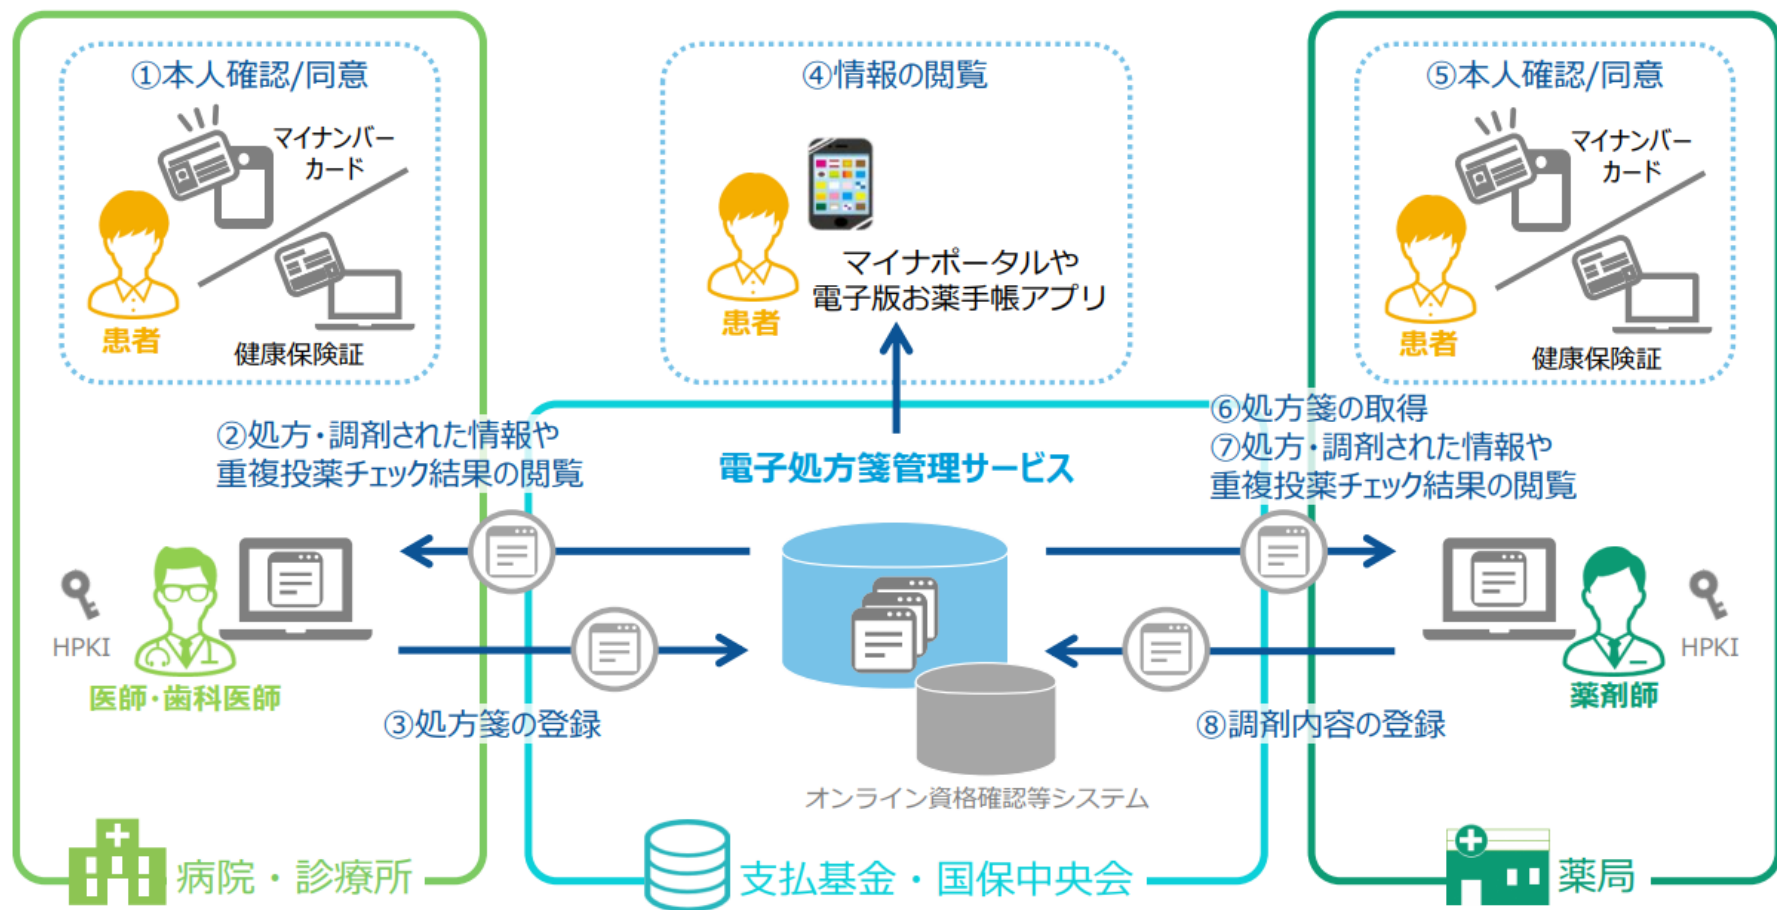 ①本人確認/同意
マイナンバー
カード
患者
健康保険証
②処方・調剤された情報や
重複投薬チェック結果の閲覧
HPKI
医師・歯科医師
③処方箋の登録
病院・診療所
④情報の閲覧
マイナポータルや
電子版お薬手帳アプリ
患者
電子処方箋管理サービス
オンライン資格確認等システム
支払基金・国保中央会
⑤本人確認/同意
マイナンバー
カード
患者
健康保険証
⑥処方箋の取得
⑦処方・調剤された情報や
重複投薬チェック結果の閲覧
HPKI
薬剤師
⑧調剤内容の登録
薬局